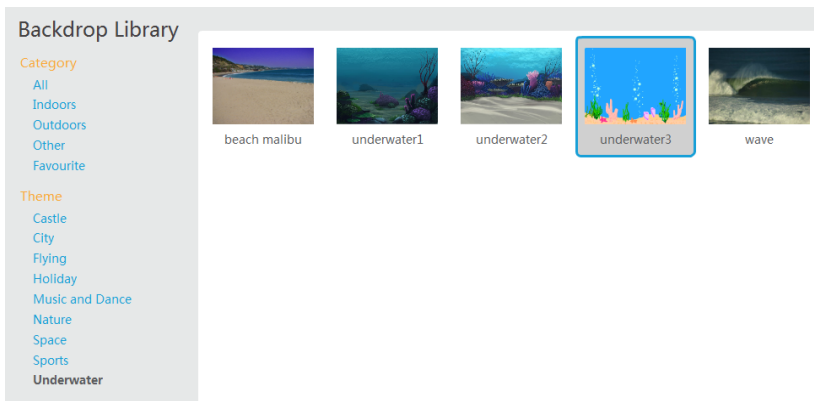 Backdrop Library
Category
All
Indoors
Outdoors
Other
Favourite
Theme
Castle
City
Flying
Holiday
Music and Dance
Nature
Space
Sports
Underwater
beach malibu
underwater1
underwater2
underwater3
wave